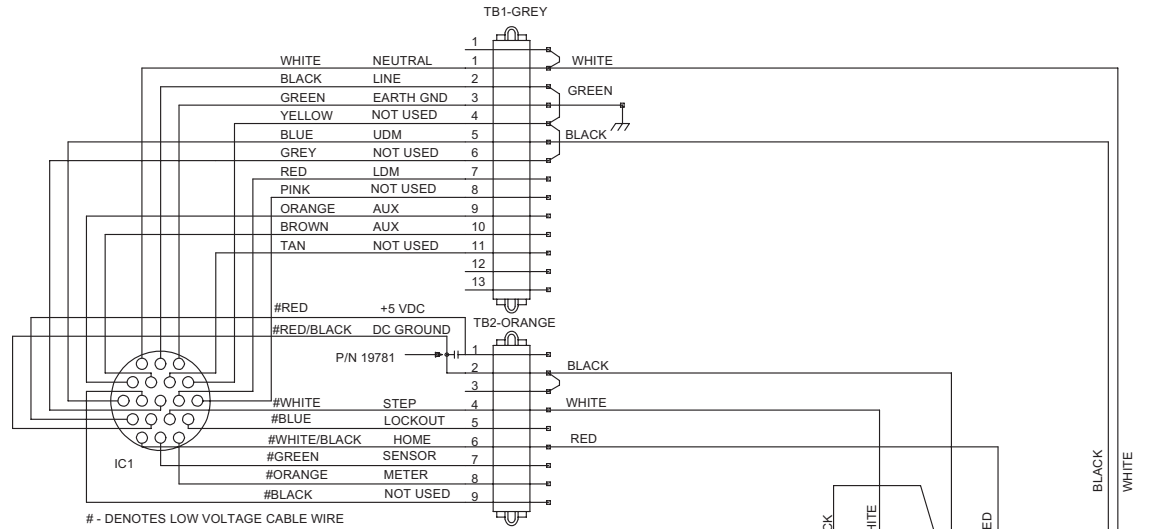 TB1-GREY
1
WHITE NEUTRAL 1 WHITE
BLACK LINE 2
GREEN
GREEN EARTH GND 3
YELLOW NOT USED 4
BLUE UDM 5 BLACK
GREY NOT USED 6
RED LDM 7
PINK NOT USED 8
ORANGE AUX 9
BROWN AUX 10
TAN NOT USED 11
12
13
#RED +5 VDC
TB2-ORANGE
#RED/BLACK DC GROUND
P/N 19781 1
2 BLACK
3
#WHITE STEP 4 WHITE
#BLUE LOCKOUT 5
#WHITE/BLACK HOME 6 RED
#GREEN SENSOR 7
#ORANGE METER 8
#BLACK NOT USED 9
IC1
# - DENOTES LOW VOLTAGE CABLE WIRE
BLACK
WHITE